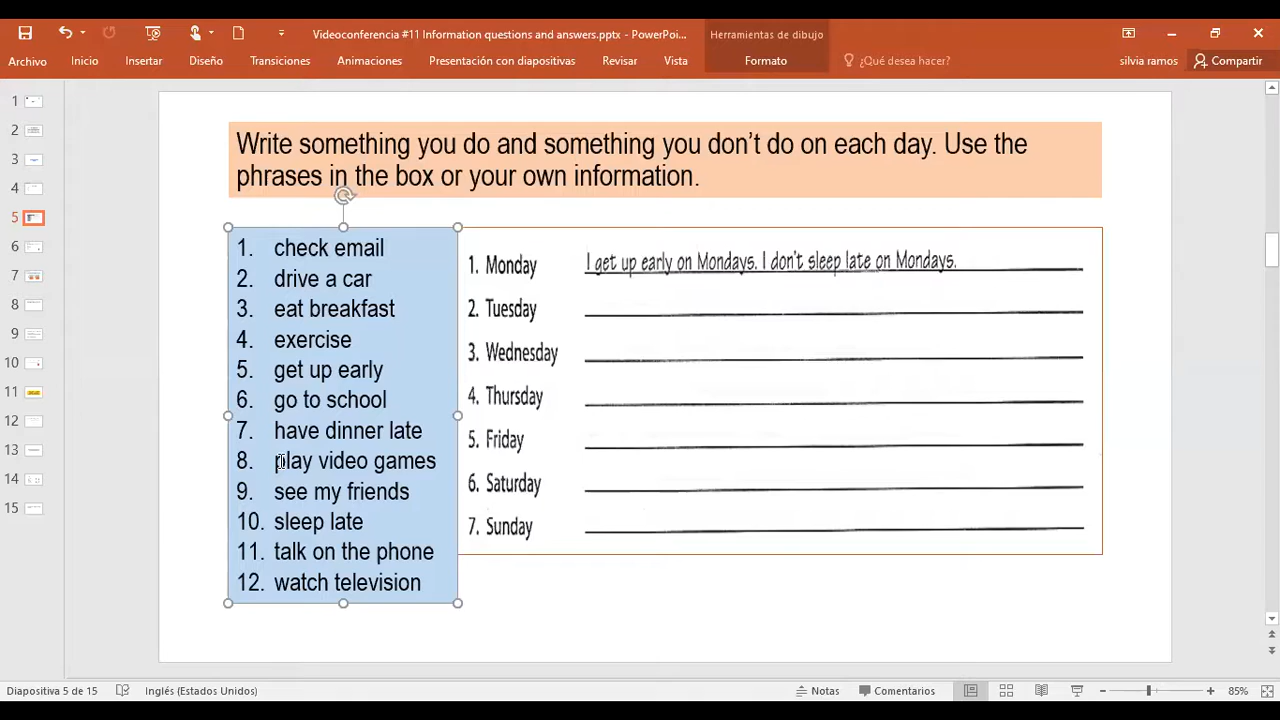 Videoconferencia #11 Information questions and answers.pptx - PowerPoi...
Herramientas de dibujo
Archivo Inicio Insertar Diseño Transiciones Animaciones Presentación con diapositivas Revisar Vista Formato ¿Qué desea hacer? silvia ramos Compartir
1
2
3
4
5
6
7
8
9
10
11
12
13
14
15
Write something you do and something you don't do on each day. Use the
phrases in the box or your own information.
1. check email
2. drive a car
3. eat breakfast
4. exercise
5. get up early
6. go to school
7. have dinner late
8. play video games
9. see my friends
10. sleep late
11. talk on the phone
12. watch television
1. Monday I get up early on Mondays. I don't sleep late on Mondays.
2. Tuesday
3. Wednesday
4. Thursday
5. Friday
6. Saturday
7. Sunday
Diapositiva 5 de 15 Inglés (Estados Unidos) Notas Comentarios 85%